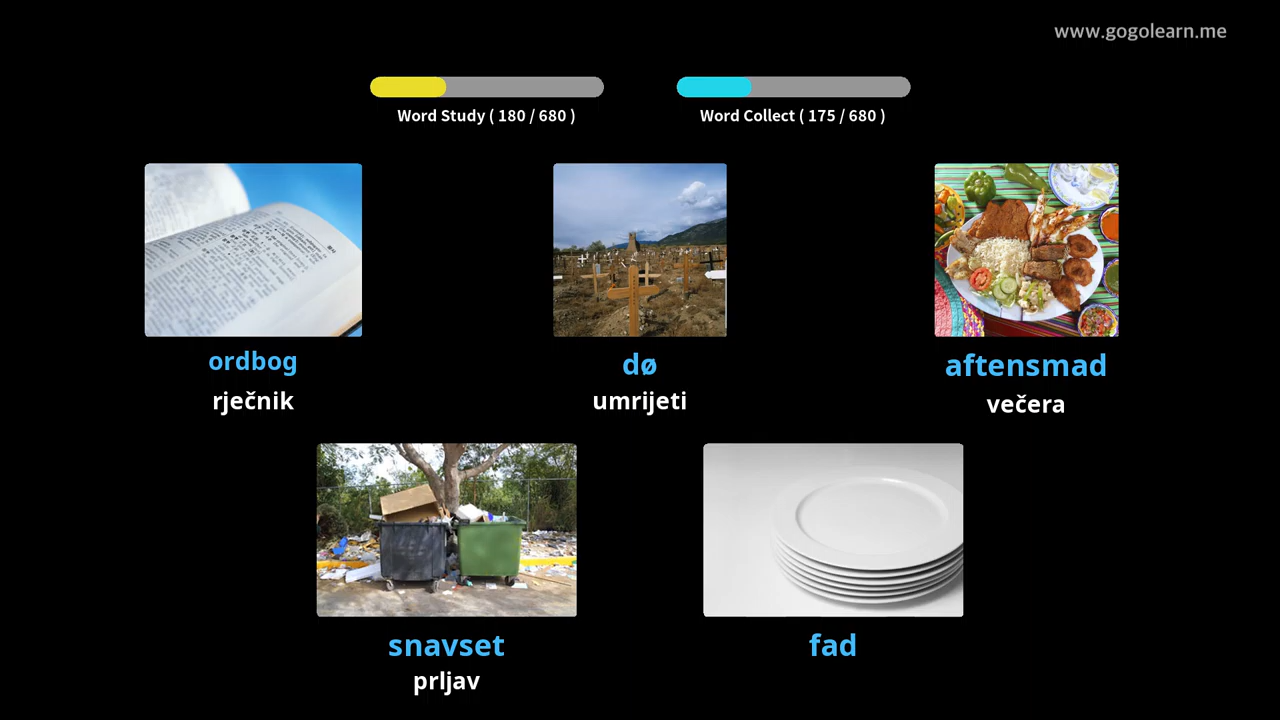 www.gogolearn.me
Word Study ( 180 / 680 )
Word Collect ( 175 / 680 )
ordbog
rječnik
dø
umrijeti
aftensmad
večera
snavset
prljav
fad